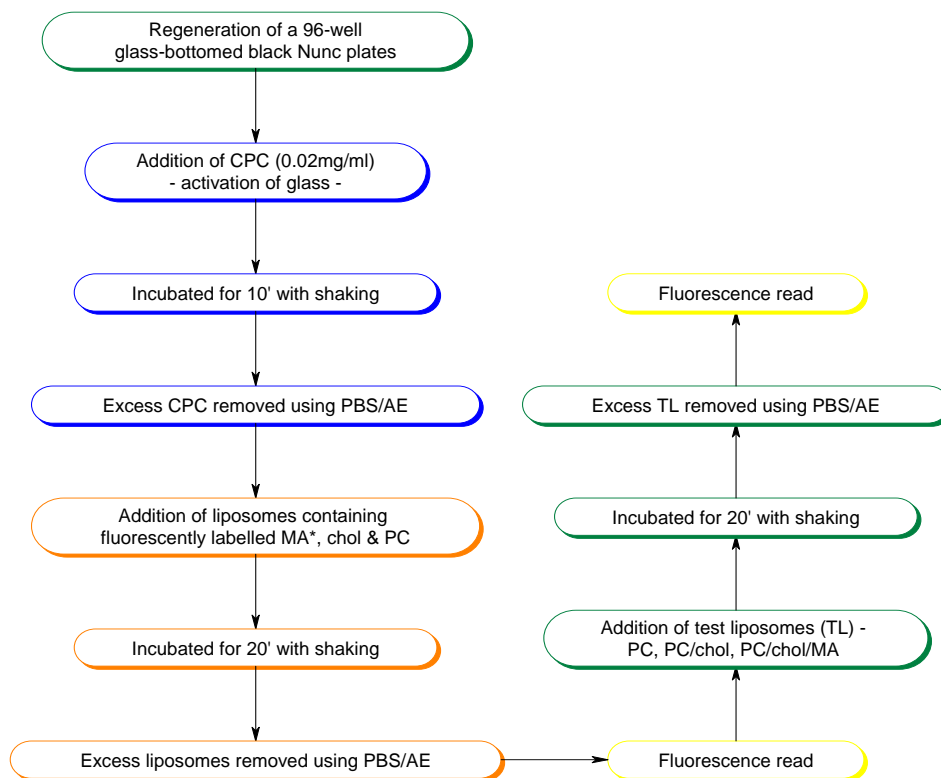 Regeneration of a 96-well
glass-bottomed black Nunc plates
Addition of CPC (0.02mg/ml)
- activation of glass -
Incubated for 10' with shaking
Excess CPC removed using PBS/AE
Addition of liposomes containing
fluorescently labelled MA*, chol & PC
Incubated for 20' with shaking
Excess liposomes removed using PBS/AE
Fluorescence read
Addition of test liposomes (TL) -
PC, PC/chol, PC/chol/MA
Incubated for 20' with shaking
Excess TL removed using PBS/AE
Fluorescence read